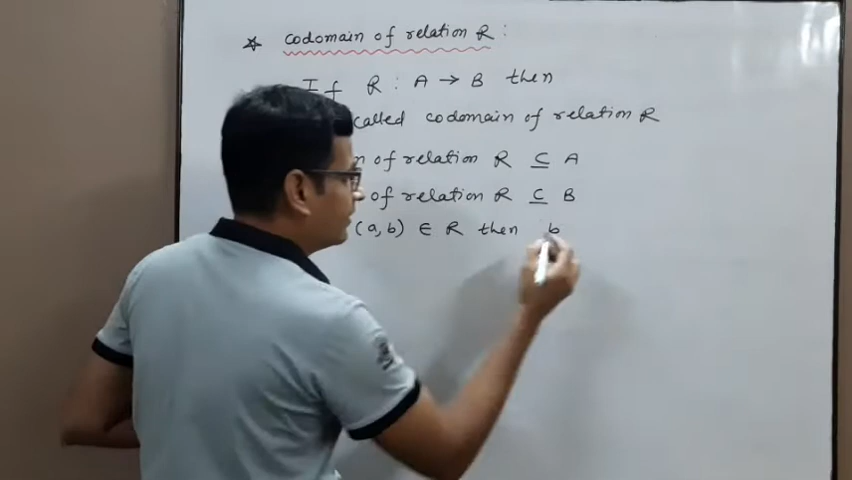 ☆ codomain of relation R :
If R : A → B then
called codomain of relation R
of relation R ⊆ A
of relation R ⊆ B
(a,b) ∈ R then b